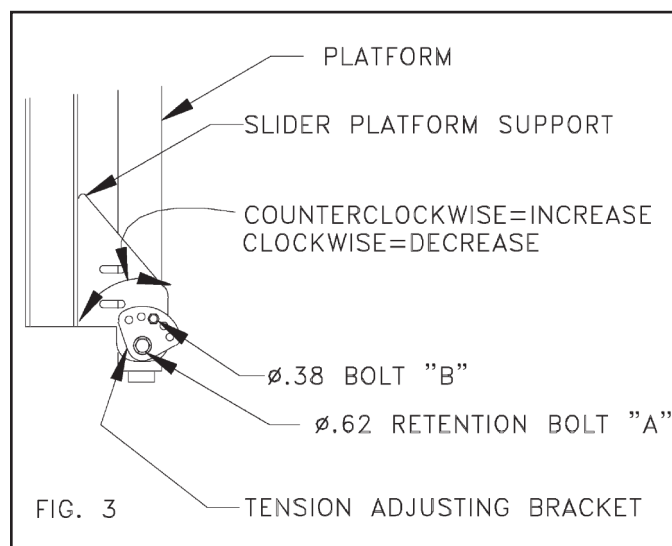 PLATFORM
SLIDER PLATFORM SUPPORT
COUNTERCLOCKWISE=INCREASE
CLOCKWISE=DECREASE
ø.38 BOLT "B"
ø.62 RETENTION BOLT "A"
TENSION ADJUSTING BRACKET
FIG. 3